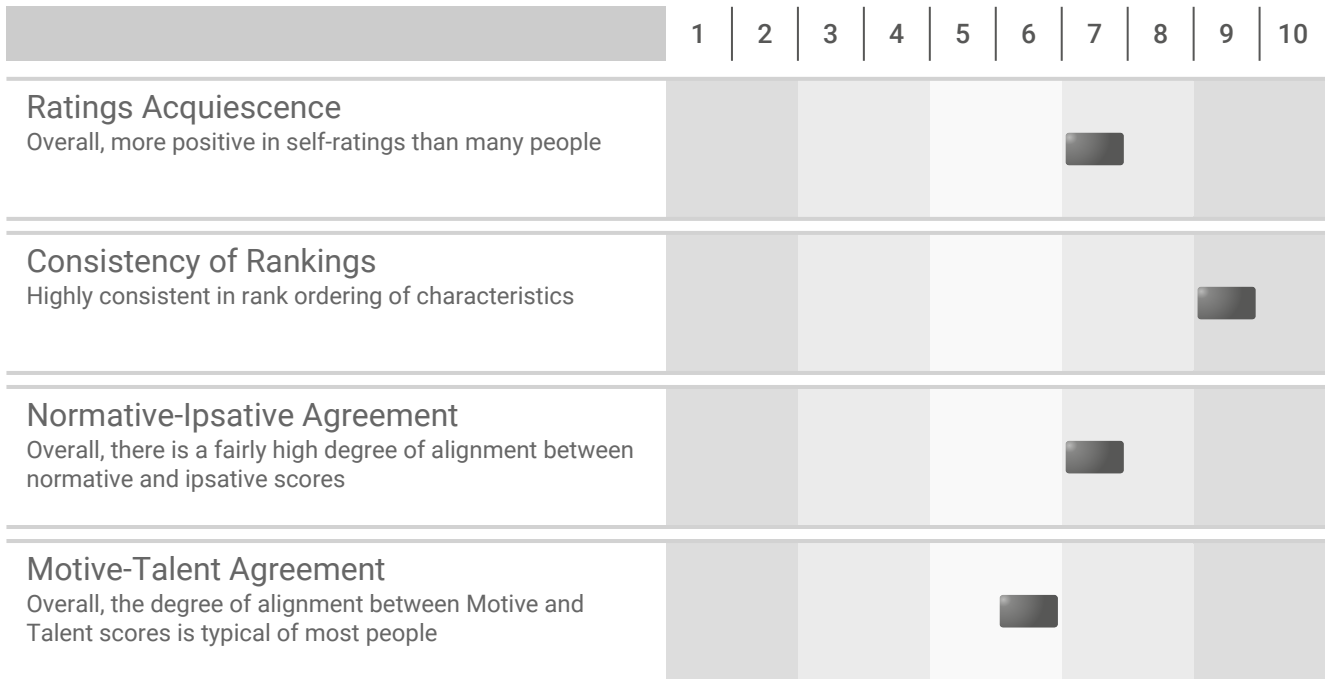 1 2 3 4 5 6 7 8 9 10
Ratings Acquiescence
Overall, more positive in self-ratings than many people
Consistency of Rankings
Highly consistent in rank ordering of characteristics
Normative-Ipsative Agreement
Overall, there is a fairly high degree of alignment between
normative and ipsative scores
Motive-Talent Agreement
Overall, the degree of alignment between Motive and
Talent scores is typical of most people